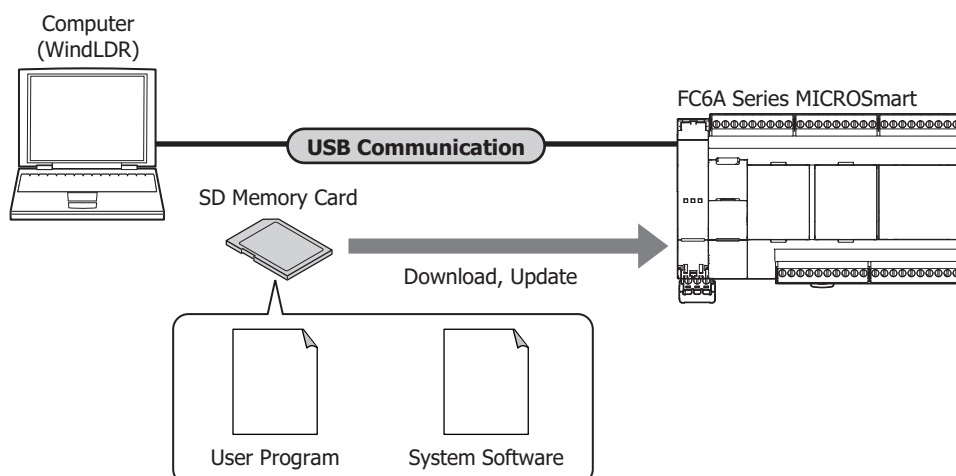 Computer
(WindLDR)
FC6A Series MICROSmart
USB Communication
SD Memory Card
Download, Update
User Program
System Software